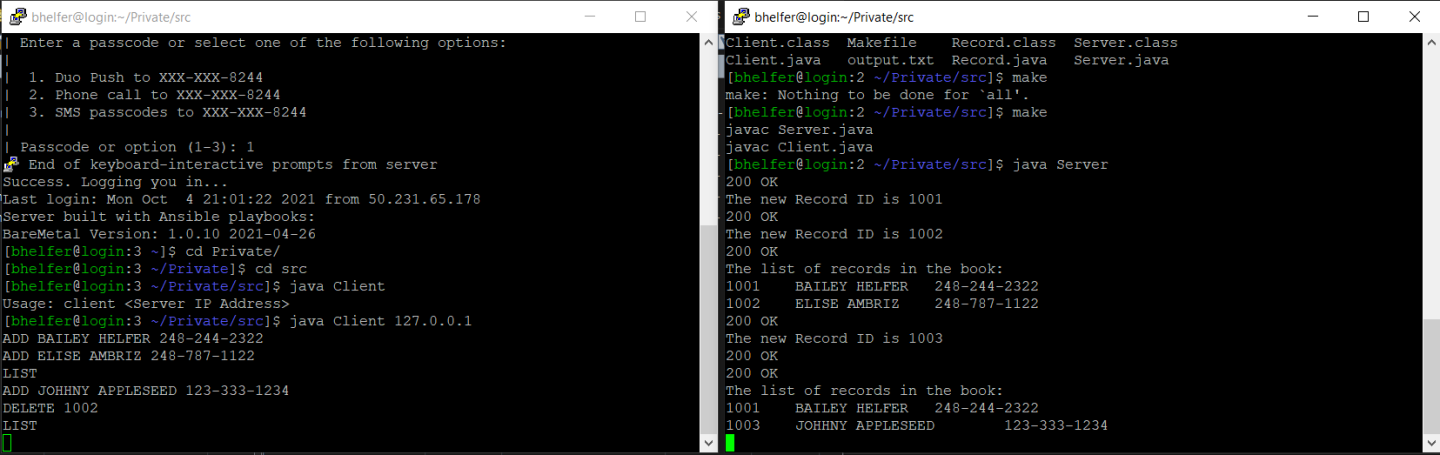 bhelfer@login:~/Private/src
| Enter a passcode or select one of the following options:
|
|  1. Duo Push to XXX-XXX-8244
|  2. Phone call to XXX-XXX-8244
|  3. SMS passcodes to XXX-XXX-8244
|
| Passcode or option (1-3): 1
End of keyboard-interactive prompts from server
Success. Logging you in...
Last login: Mon Oct  4 21:01:22 2021 from 50.231.65.178
Server built with Ansible playbooks:
BareMetal Version: 1.0.10 2021-04-26
[bhelfer@login:3 ~]$ cd Private/
[bhelfer@login:3 ~/Private]$ cd src
[bhelfer@login:3 ~/Private/src]$ java Client
Usage: client <Server IP Address>
[bhelfer@login:3 ~/Private/src]$ java Client 127.0.0.1
ADD BAILEY HELFER 248-244-2322
ADD ELISE AMBRIZ 248-787-1122
LIST
ADD JOHHNY APPLESEED 123-333-1234
DELETE 1002
LIST
bhelfer@login:~/Private/src
Client.class  Makefile    Record.class  Server.class
Client.java   output.txt  Record.java   Server.java
[bhelfer@login:2 ~/Private/src]$ make
make: Nothing to be done for `all'.
[bhelfer@login:2 ~/Private/src]$ make
javac Server.java
javac Client.java
[bhelfer@login:2 ~/Private/src]$ java Server
200 OK
The new Record ID is 1001
200 OK
The new Record ID is 1002
200 OK
The list of records in the book:
1001    BAILEY HELFER   248-244-2322
1002    ELISE AMBRIZ    248-787-1122
200 OK
The new Record ID is 1003
200 OK
200 OK
The list of records in the book:
1001    BAILEY HELFER   248-244-2322
1003    JOHHNY APPLESEED        123-333-1234